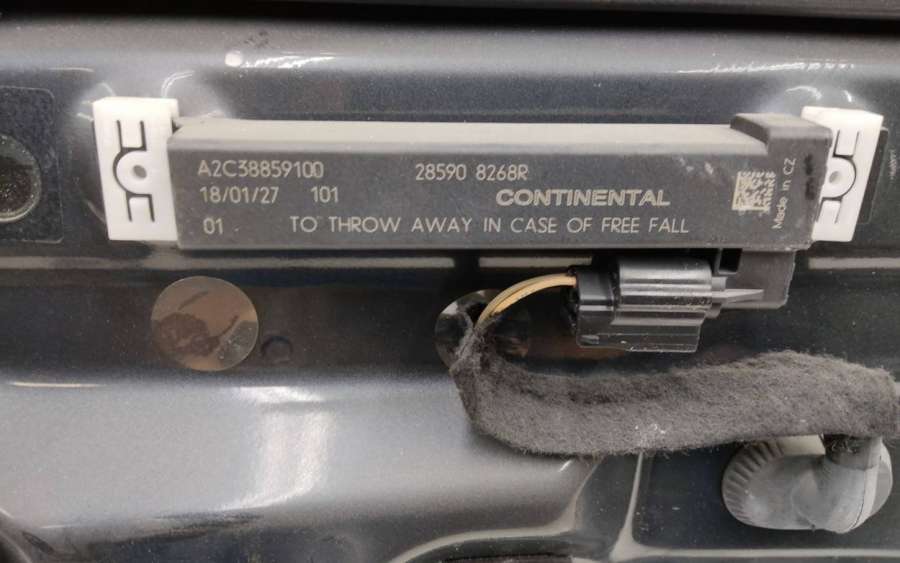 A2C38859100 28590 8268R
18/01/27 101 CONTINENTAL
01 TO THROW AWAY IN CASE OF FREE FALL
Made in CZ